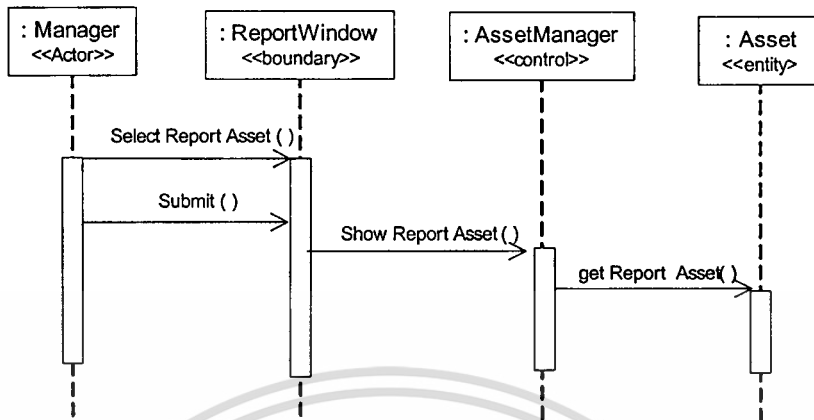 : Manager
<<Actor>>
: ReportWindow
<<boundary>>
: AssetManager
<<control>>
: Asset
<<entity>
Select Report Asset ( )
Submit ( )
Show Report Asset ( )
get Report Asset( )